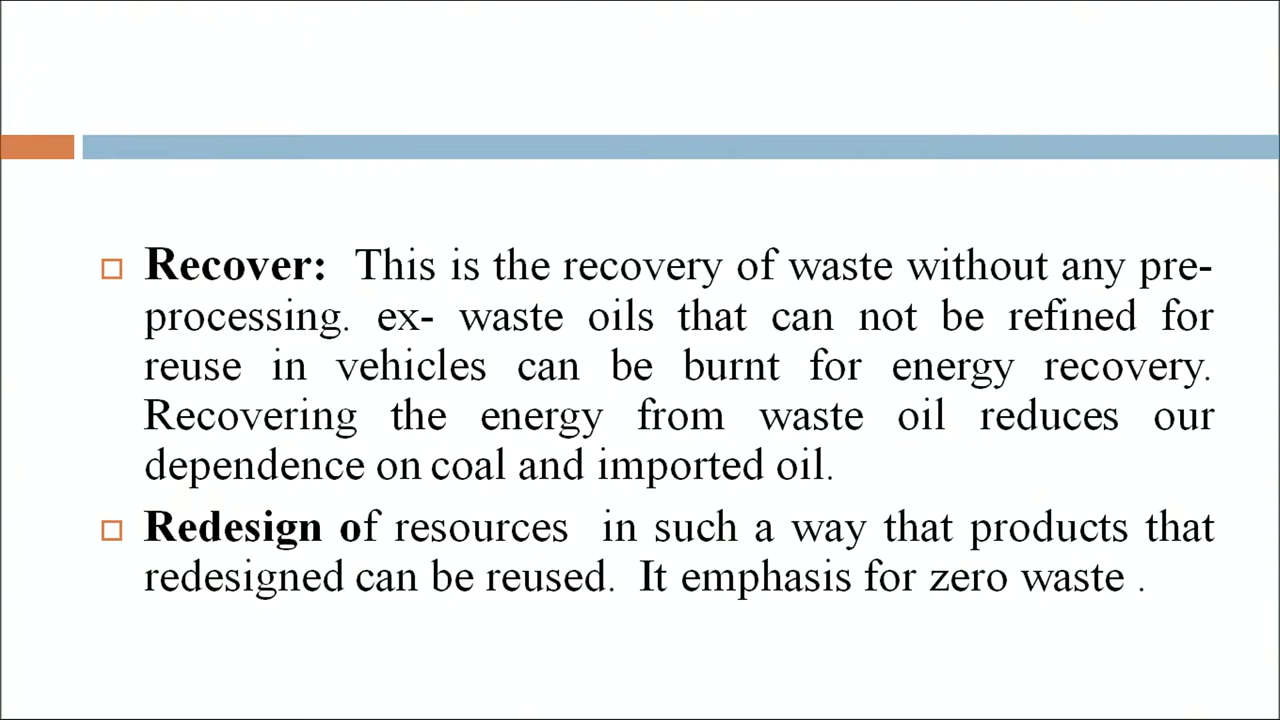 Recover: This is the recovery of waste without any pre-
processing. ex- waste oils that can not be refined for
reuse in vehicles can be burnt for energy recovery.
Recovering the energy from waste oil reduces our
dependence on coal and imported oil.
Redesign of resources in such a way that products that
redesigned can be reused. It emphasis for zero waste .